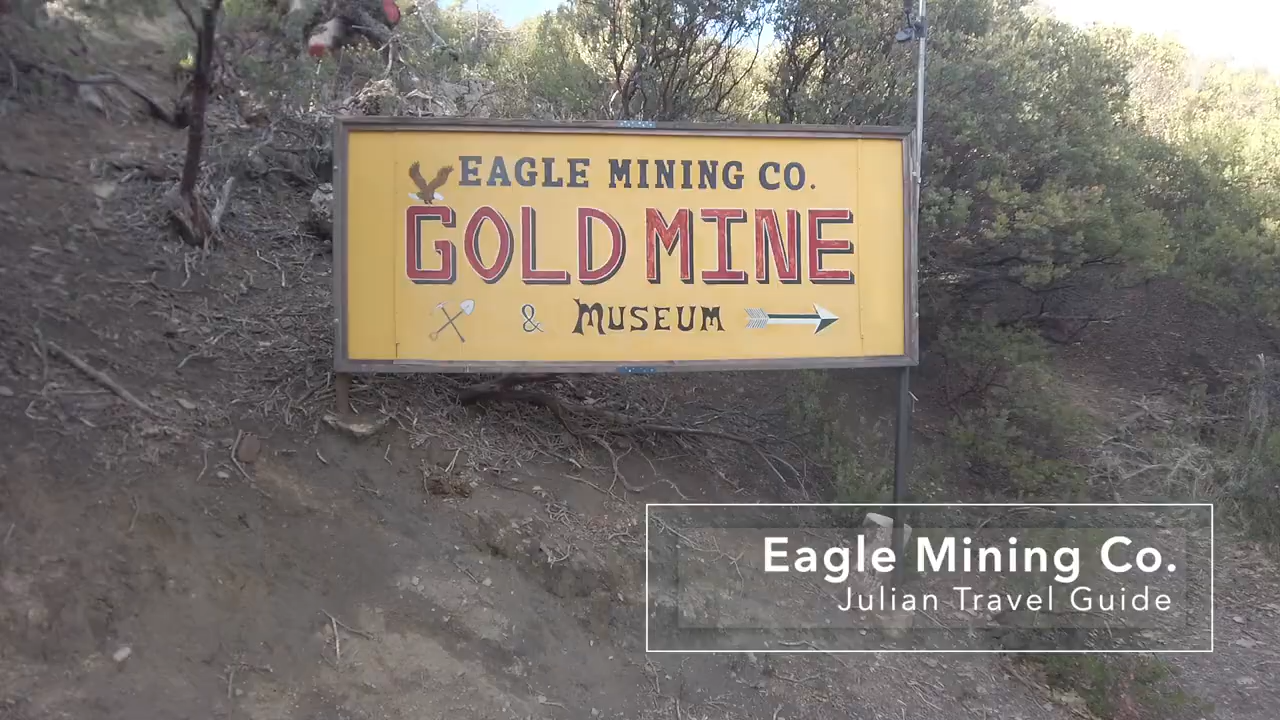 EAGLE MINING CO.
GOLD MINE
& MUSEUM
Eagle Mining Co.
Julian Travel Guide